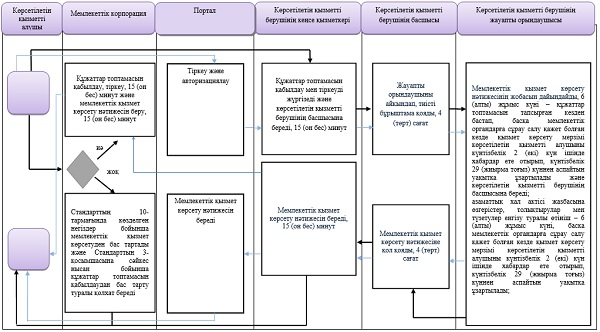 Көрсетілетін
қызметті
алушы
Мемлекеттік корпорация
Портал
Көрсетілетін қызметті
берушінің кеңсе қызметкері
Көрсетілетін қызметті
берушінің басшысы
Көрсетілетін қызметті берушінің
жауапты орындаушысы
Құжаттар топтамасын
қабылдау, тіркеу, 15 (он
бес) минут және
мемлекеттік қызмет
көрсету нәтижесін беру,
15 (он бес) минут
Тіркеу және
авторизациялау
Құжаттар топтамасын
қабылдау мен тіркеуді
жүргізеді және
көрсетілетін қызметті
берушінің басшысына
береді, 15 (он бес) минут
Жауапты
орындаушыны
айқындап, тиісті
бұрыштама қояды, 4
(төрт) сағат
Мемлекеттік қызмет көрсету
нәтижесінің жобасын дайындайды, 6
(алты) жұмыс күні – құжаттар
топтамасын тапсырған кезден
бастап, басқа мемлекеттік
органдарға сұрау салу қажет болған
кезде қызмет көрсету мерзімі
көрсетілетін қызметті алушыны
күнтізбелік 2 (екі) күн ішінде
хабардар ете отырып, күнтізбелік
29 (жиырма тоғыз) күннен аспайтын
уақытқа ұзартылады және
көрсетілетін қызметті берушінің
басшысына береді;
азаматтық хал актісі жазбасына
өзгерістер, толықтырулар мен
түзетулер енгізу туралы өтініш – 6
(алты) жұмыс күні, басқа
мемлекеттік органдарға сұрау салу
қажет болған кезде қызмет көрсету
мерзімі көрсетілетін қызметті
алушыны күнтізбелік 2 (екі) күн
ішінде хабардар ете отырып,
күнтізбелік 29 (жиырма тоғыз)
күннен аспайтын уақытқа
ұзартылады;
иә
жоқ
Стандарттың 10-
тармағында көзделген
негіздер бойынша
мемлекеттік қызмет
көрсетуден бас тартады
және Стандарттың 3-
қосымшасына сәйкес
нысан бойынша
құжаттар топтамасын
қабылдаудан бас тарту
туралы қолхат береді
Мемлекеттік қызмет
көрсету нәтижесін
береді
Мемлекеттік қызмет
көрсету нәтижесін береді,
15 (он бес) минут
Мемлекеттік қызмет
көрсету нәтижесіне
қол қояды, 4 (төрт)
сағат